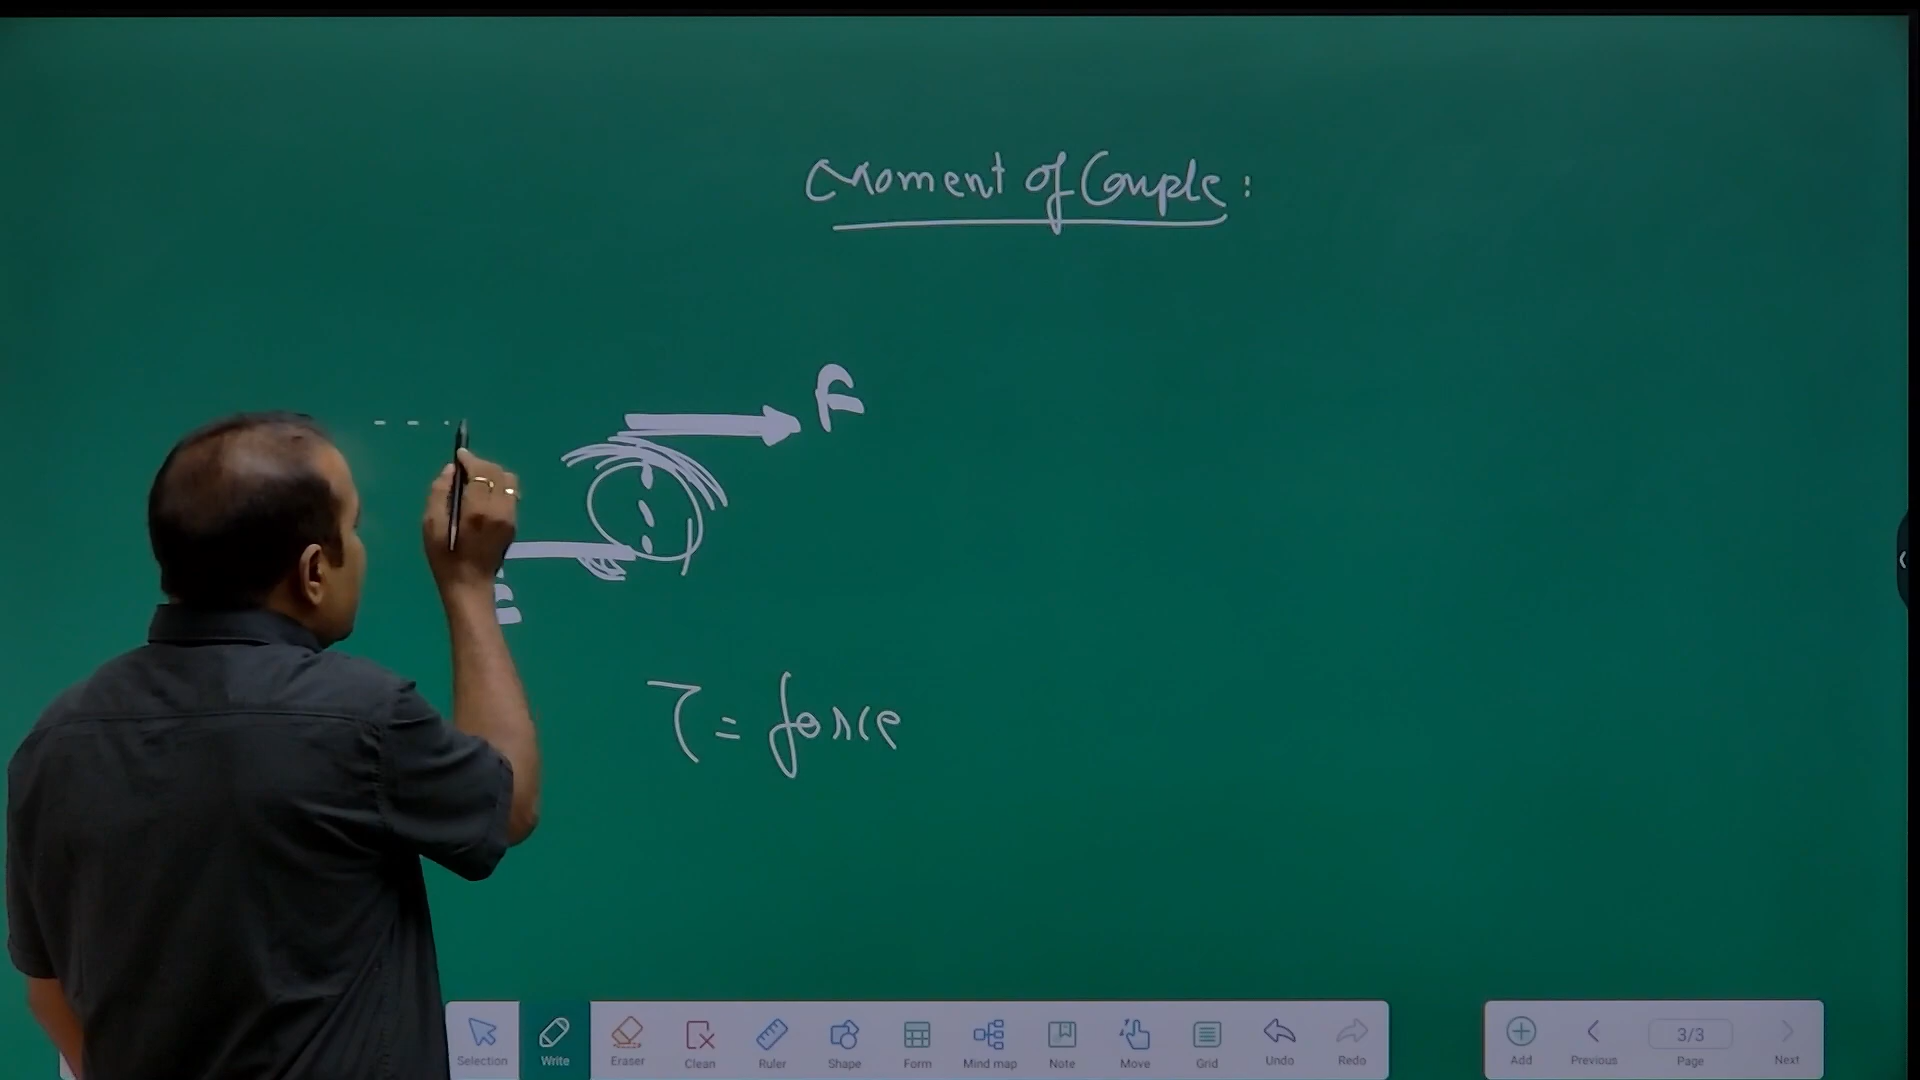 Moment of Couple:
F
F
τ = force
Selection Write Eraser Clean Ruler Shape Form Mind map Note Move Grid Undo Redo
Add Previous 3/3 Page Next